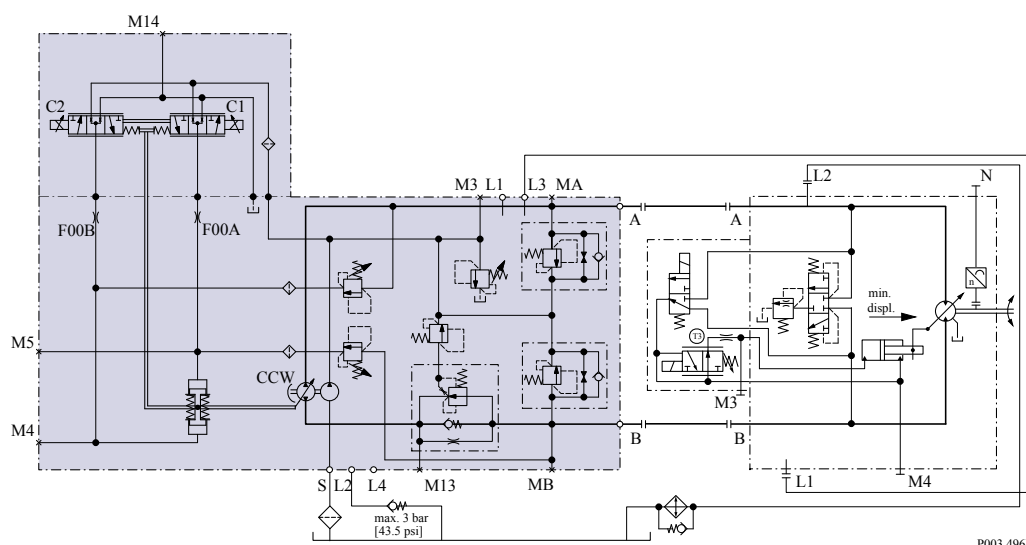 M14
C2
C1
M3
L1
L3
MA
L2
N
F00B
F00A
A
A
n
min.
displ.
T3
M5
CCW
M3
M4
B
B
S
L2
L4
M13
MB
L1
M4
max. 3 bar
[43.5 psi]
P003 496